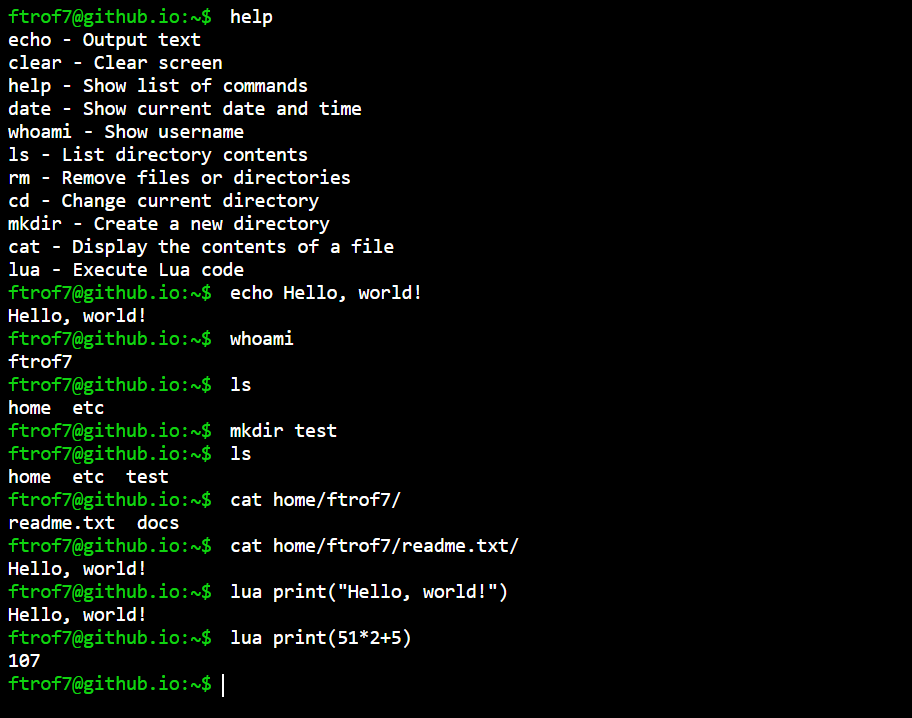 ftrof7@github.io:~$ help
echo - Output text
clear - Clear screen
help - Show list of commands
date - Show current date and time
whoami - Show username
ls - List directory contents
rm - Remove files or directories
cd - Change current directory
mkdir - Create a new directory
cat - Display the contents of a file
lua - Execute Lua code
ftrof7@github.io:~$ echo Hello, world!
Hello, world!
ftrof7@github.io:~$ whoami
ftrof7
ftrof7@github.io:~$ ls
home  etc
ftrof7@github.io:~$ mkdir test
ftrof7@github.io:~$ ls
home  etc  test
ftrof7@github.io:~$ cat home/ftrof7/
readme.txt  docs
ftrof7@github.io:~$ cat home/ftrof7/readme.txt/
Hello, world!
ftrof7@github.io:~$ lua print("Hello, world!")
Hello, world!
ftrof7@github.io:~$ lua print(51*2+5)
107
ftrof7@github.io:~$